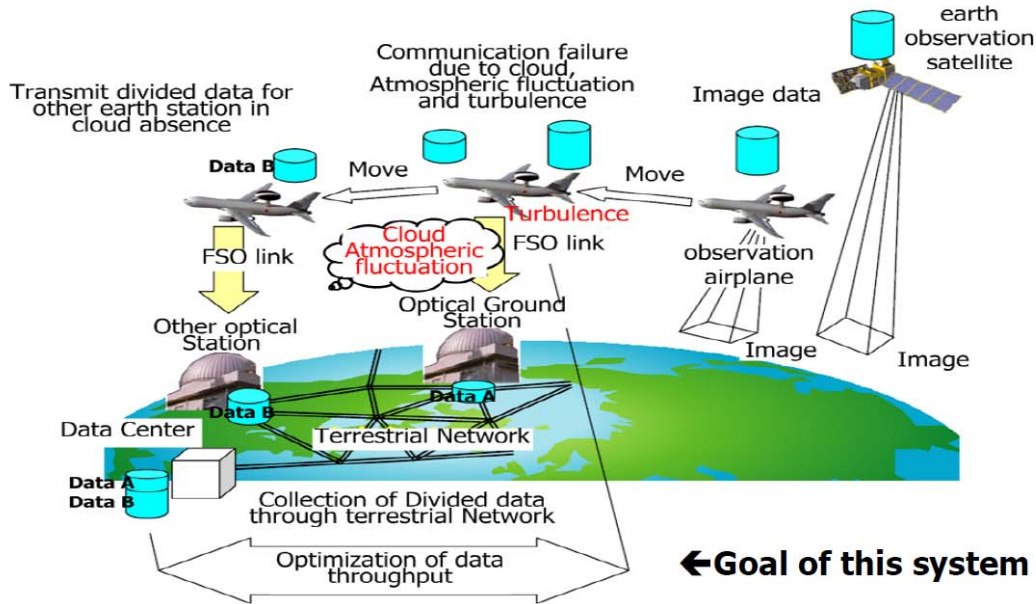 earth
observation
satellite
Communication failure
due to cloud,
Atmospheric fluctuation
and turbulence
Transmit divided data for
other earth station in
cloud absence
Image data
Data B
Move
Move
Turbulence
FSO link
Cloud
Atmospheric
fluctuation
FSO link
observation
airplane
Optical Ground
Station
Other optical
Station
Image
Image
Data A
Data B
Data Center
Terrestrial Network
Data A
Data B
Collection of Divided data
through terrestrial Network
Optimization of data
throughput
←Goal of this system